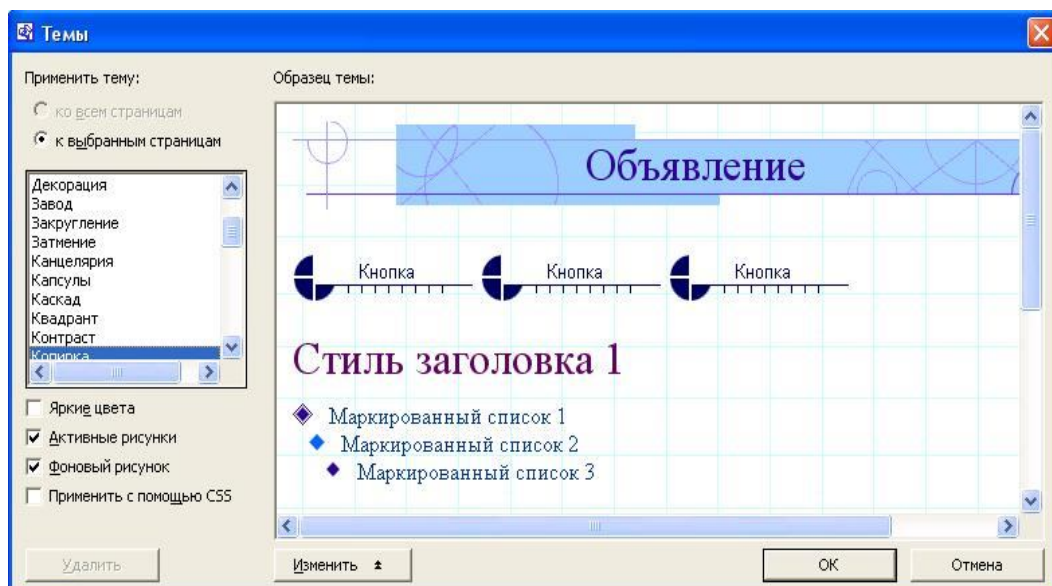 Темы
Применить тему:
ко всем страницам
к выбранным страницам
Декорация
Завод
Закругление
Затмение
Канцелярия
Капсулы
Каскад
Квадрант
Контраст
Копирка
Яркие цвета
Активные рисунки
Фоновый рисунок
Применить с помощью CSS
Удалить
Образец темы:
Объявление
Кнопка Кнопка Кнопка
Стиль заголовка 1
Маркированный список 1
Маркированный список 2
Маркированный список 3
Изменить
ОК
Отмена